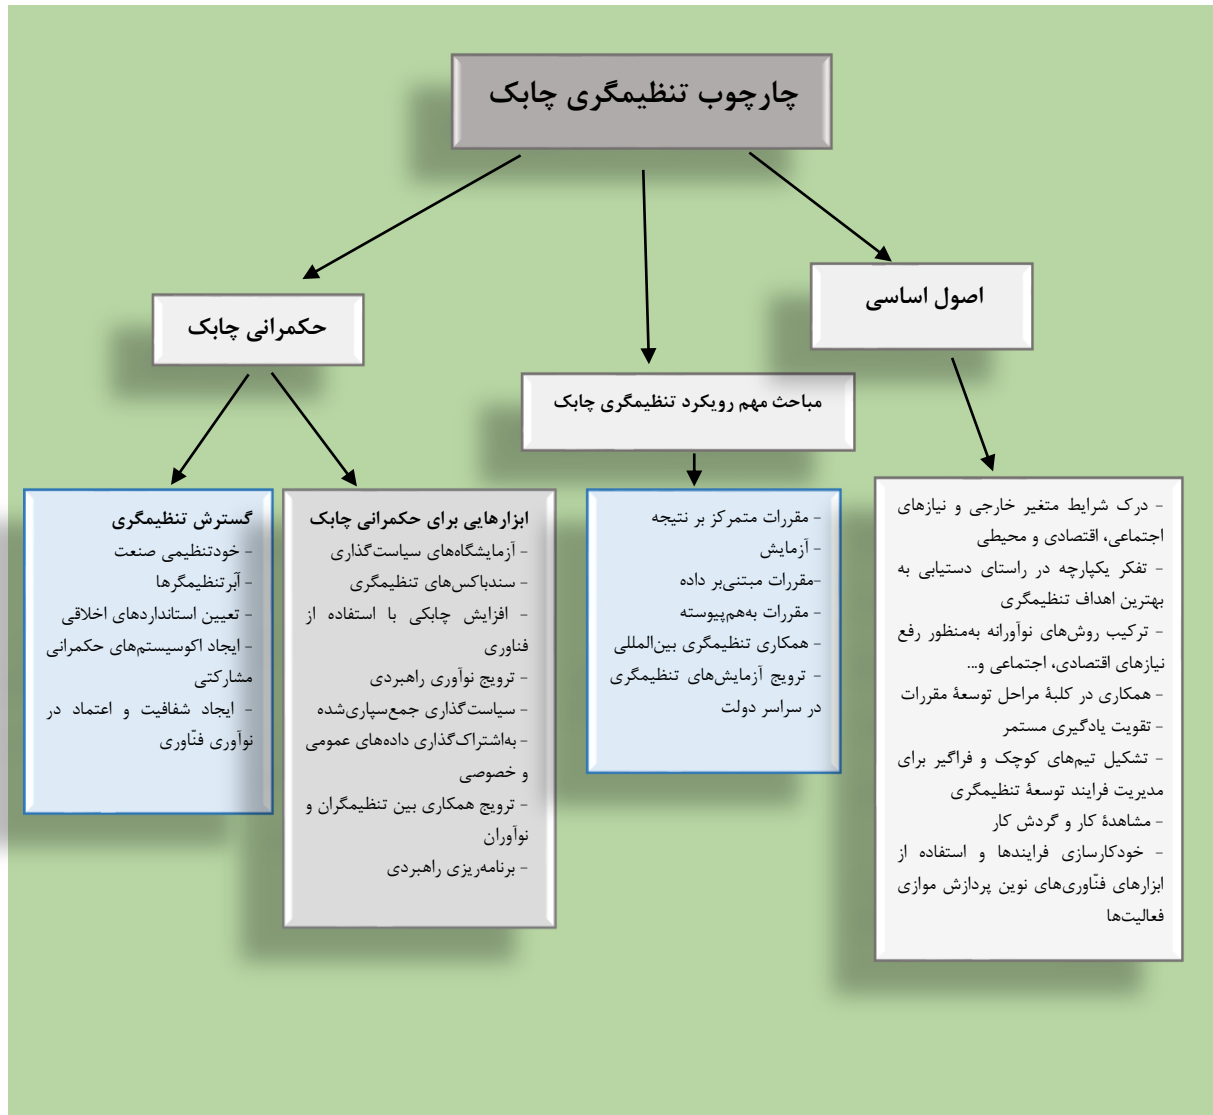 چارچوب تنظیمگری چابک
اصول اساسی
- درک شرایط متغیر خارجی و نیازهای
اجتماعی، اقتصادی و محیطی
- تفکر یکپارچه در راستای دستیابی به
بهترین اهداف تنظیمگری
- ترکیب روش‌های نوآورانه به‌منظور رفع
نیازهای اقتصادی، اجتماعی و...
- همکاری در کلبۀ مراحل توسعۀ مقررات
- تقویت یادگیری مستمر
- تشکیل تیم‌های کوچک و فراگیر برای
مدیریت فرایند توسعۀ تنظیمگری
- مشاهدۀ کار و گردش کار
- خودکارسازی فرایندها و استفاده از
ابزارهای فنّاوری‌های نوین پردازش موازی
فعالیت‌ها
مباحث مهم رویکرد تنظیمگری چابک
- مقررات متمرکز بر نتیجه
- آزمایش
-مقررات مبتنی‌بر داده
- مقررات به‌هم‌پیوسته
- همکاری تنظیمگری بین‌المللی
- ترویج آزمایش‌های تنظیمگری
در سراسر دولت
حکمرانی چابک
ابزارهایی برای حکمرانی چابک
- آزمایشگاه‌های سیاست‌گذاری
- سندباکس‌های تنظیمگری
- افزایش چابکی با استفاده از
فناوری
- ترویج نوآوری راهبردی
- سیاست‌گذاری جمع‌سپاری‌شده
- به‌اشتراک‌گذاری داده‌های عمومی
و خصوصی
- ترویج همکاری بین تنظیمگران و
نوآوران
- برنامه‌ریزی راهبردی
گسترش تنظیمگری
- خودتنظیمی صنعت
- اَبَرتنظیمگرها
- تعیین استانداردهای اخلاقی
- ایجاد اکوسیستم‌های حکمرانی
مشارکتی
- ایجاد شفافیت و اعتماد در
نوآوری فنّاوری